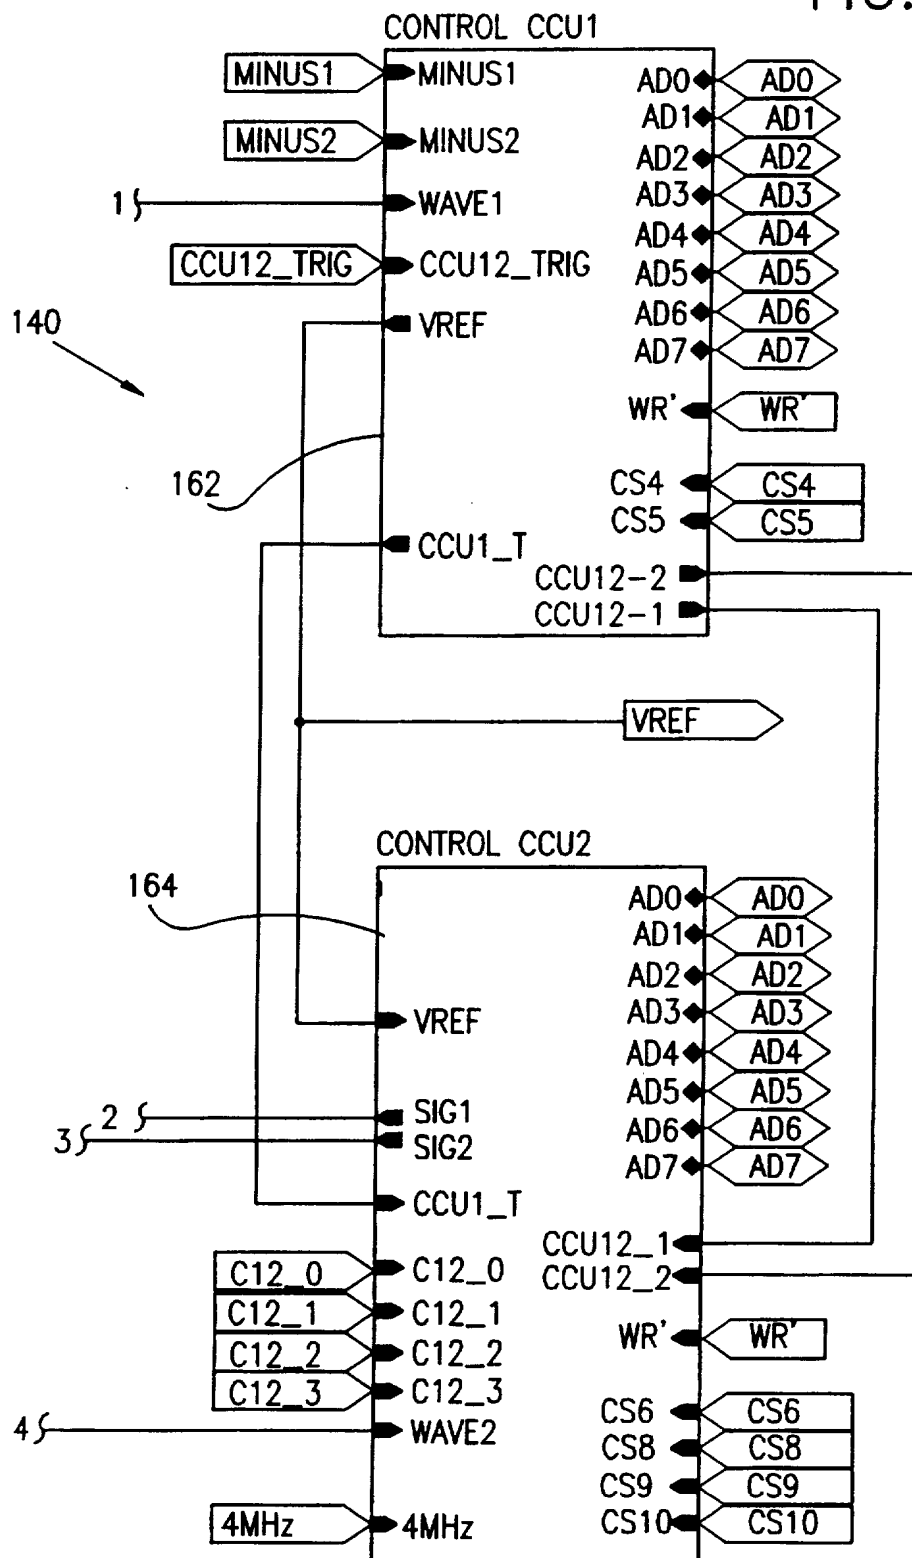 FIG.
CONTROL CCU1
MINUS1 MINUS1 AD0 AD0
AD1 AD1
MINUS2 MINUS2 AD2 AD2
1 WAVE1 AD3 AD3
AD4 AD4
CCU12_TRIG CCU12_TRIG AD5 AD5
140 VREF AD6 AD6
AD7 AD7
WR' WR'
162 CS4 CS4
CS5 CS5
CCU1_T
CCU12-2
CCU12-1
VREF
CONTROL CCU2
164 AD0 AD0
AD1 AD1
AD2 AD2
VREF AD3 AD3
AD4 AD4
AD5 AD5
2 SIG1 AD6 AD6
3 SIG2 AD7 AD7
CCU1_T
CCU12_1
C12_0 C12_0 CCU12_2
C12_1 C12_1
C12_2 C12_2 WR' WR'
C12_3 C12_3
4 WAVE2 CS6 CS6
CS8 CS8
CS9 CS9
4MHz 4MHz CS10 CS10